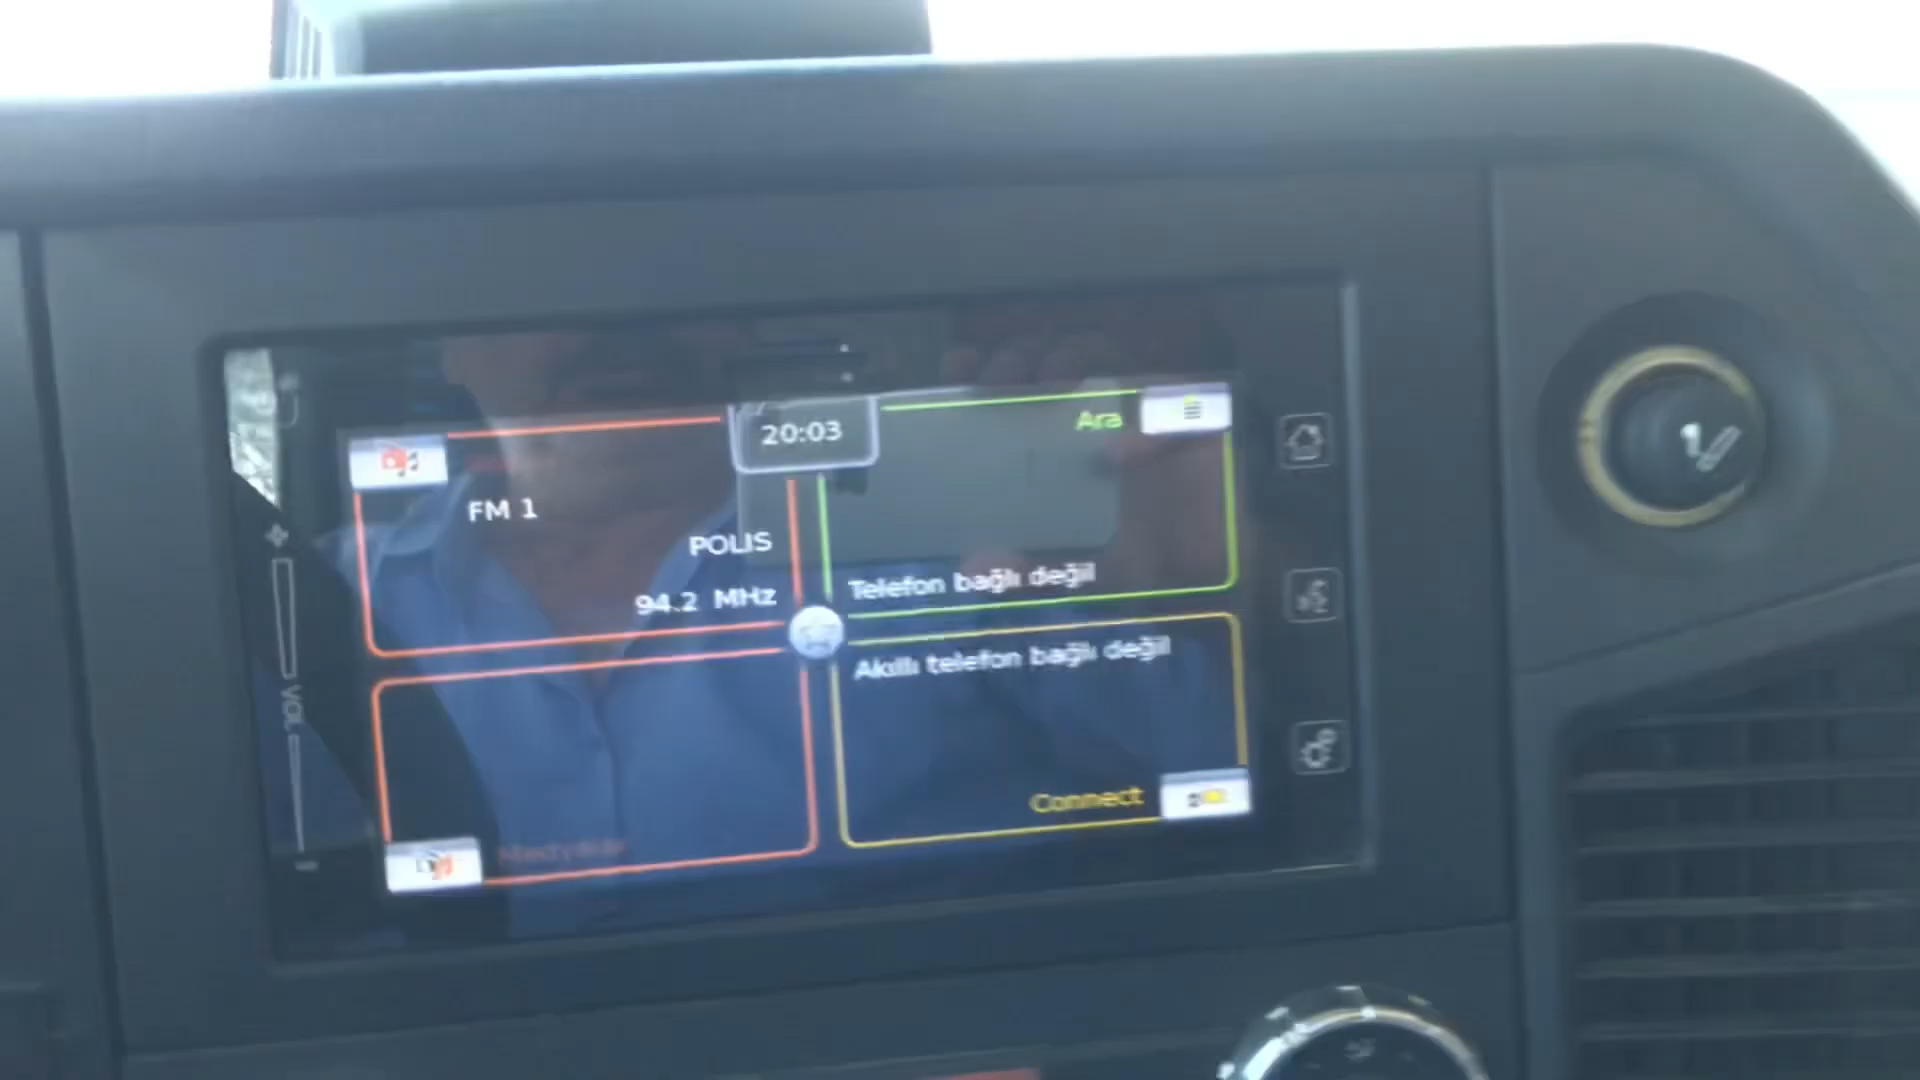 20:03
Ara
FM 1
POLIS
94.2 MHz
Telefon bağlı değil
Akıllı telefon bağlı değil
Connect
VOL